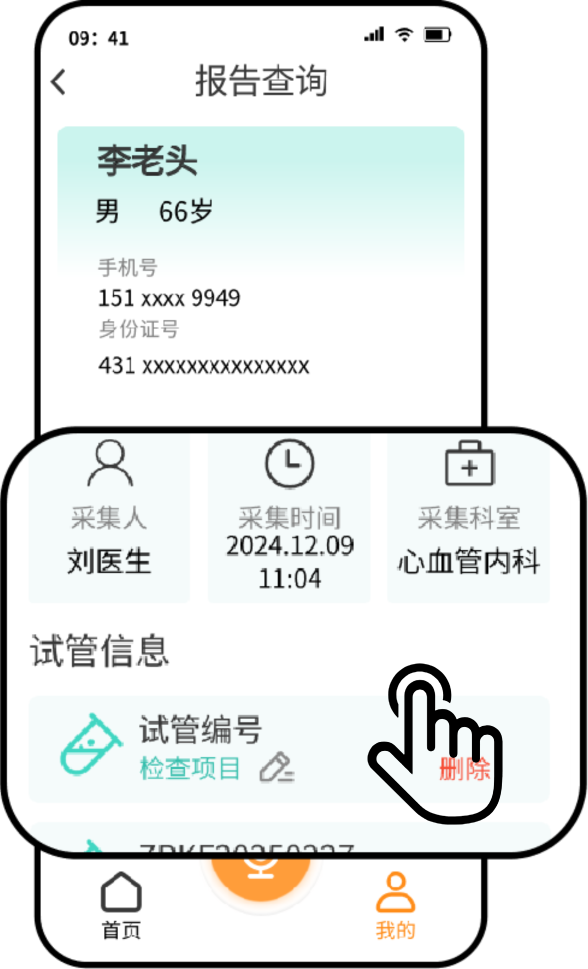 09: 41
报告查询
李老头
男 66岁
手机号
151 xxxx 9949
身份证号
431 xxxxxxxxxxxxxxx
采集人
刘医生
采集时间
2024.12.09
11:04
采集科室
心血管内科
试管信息
试管编号
检查项目
删除
首页
我的